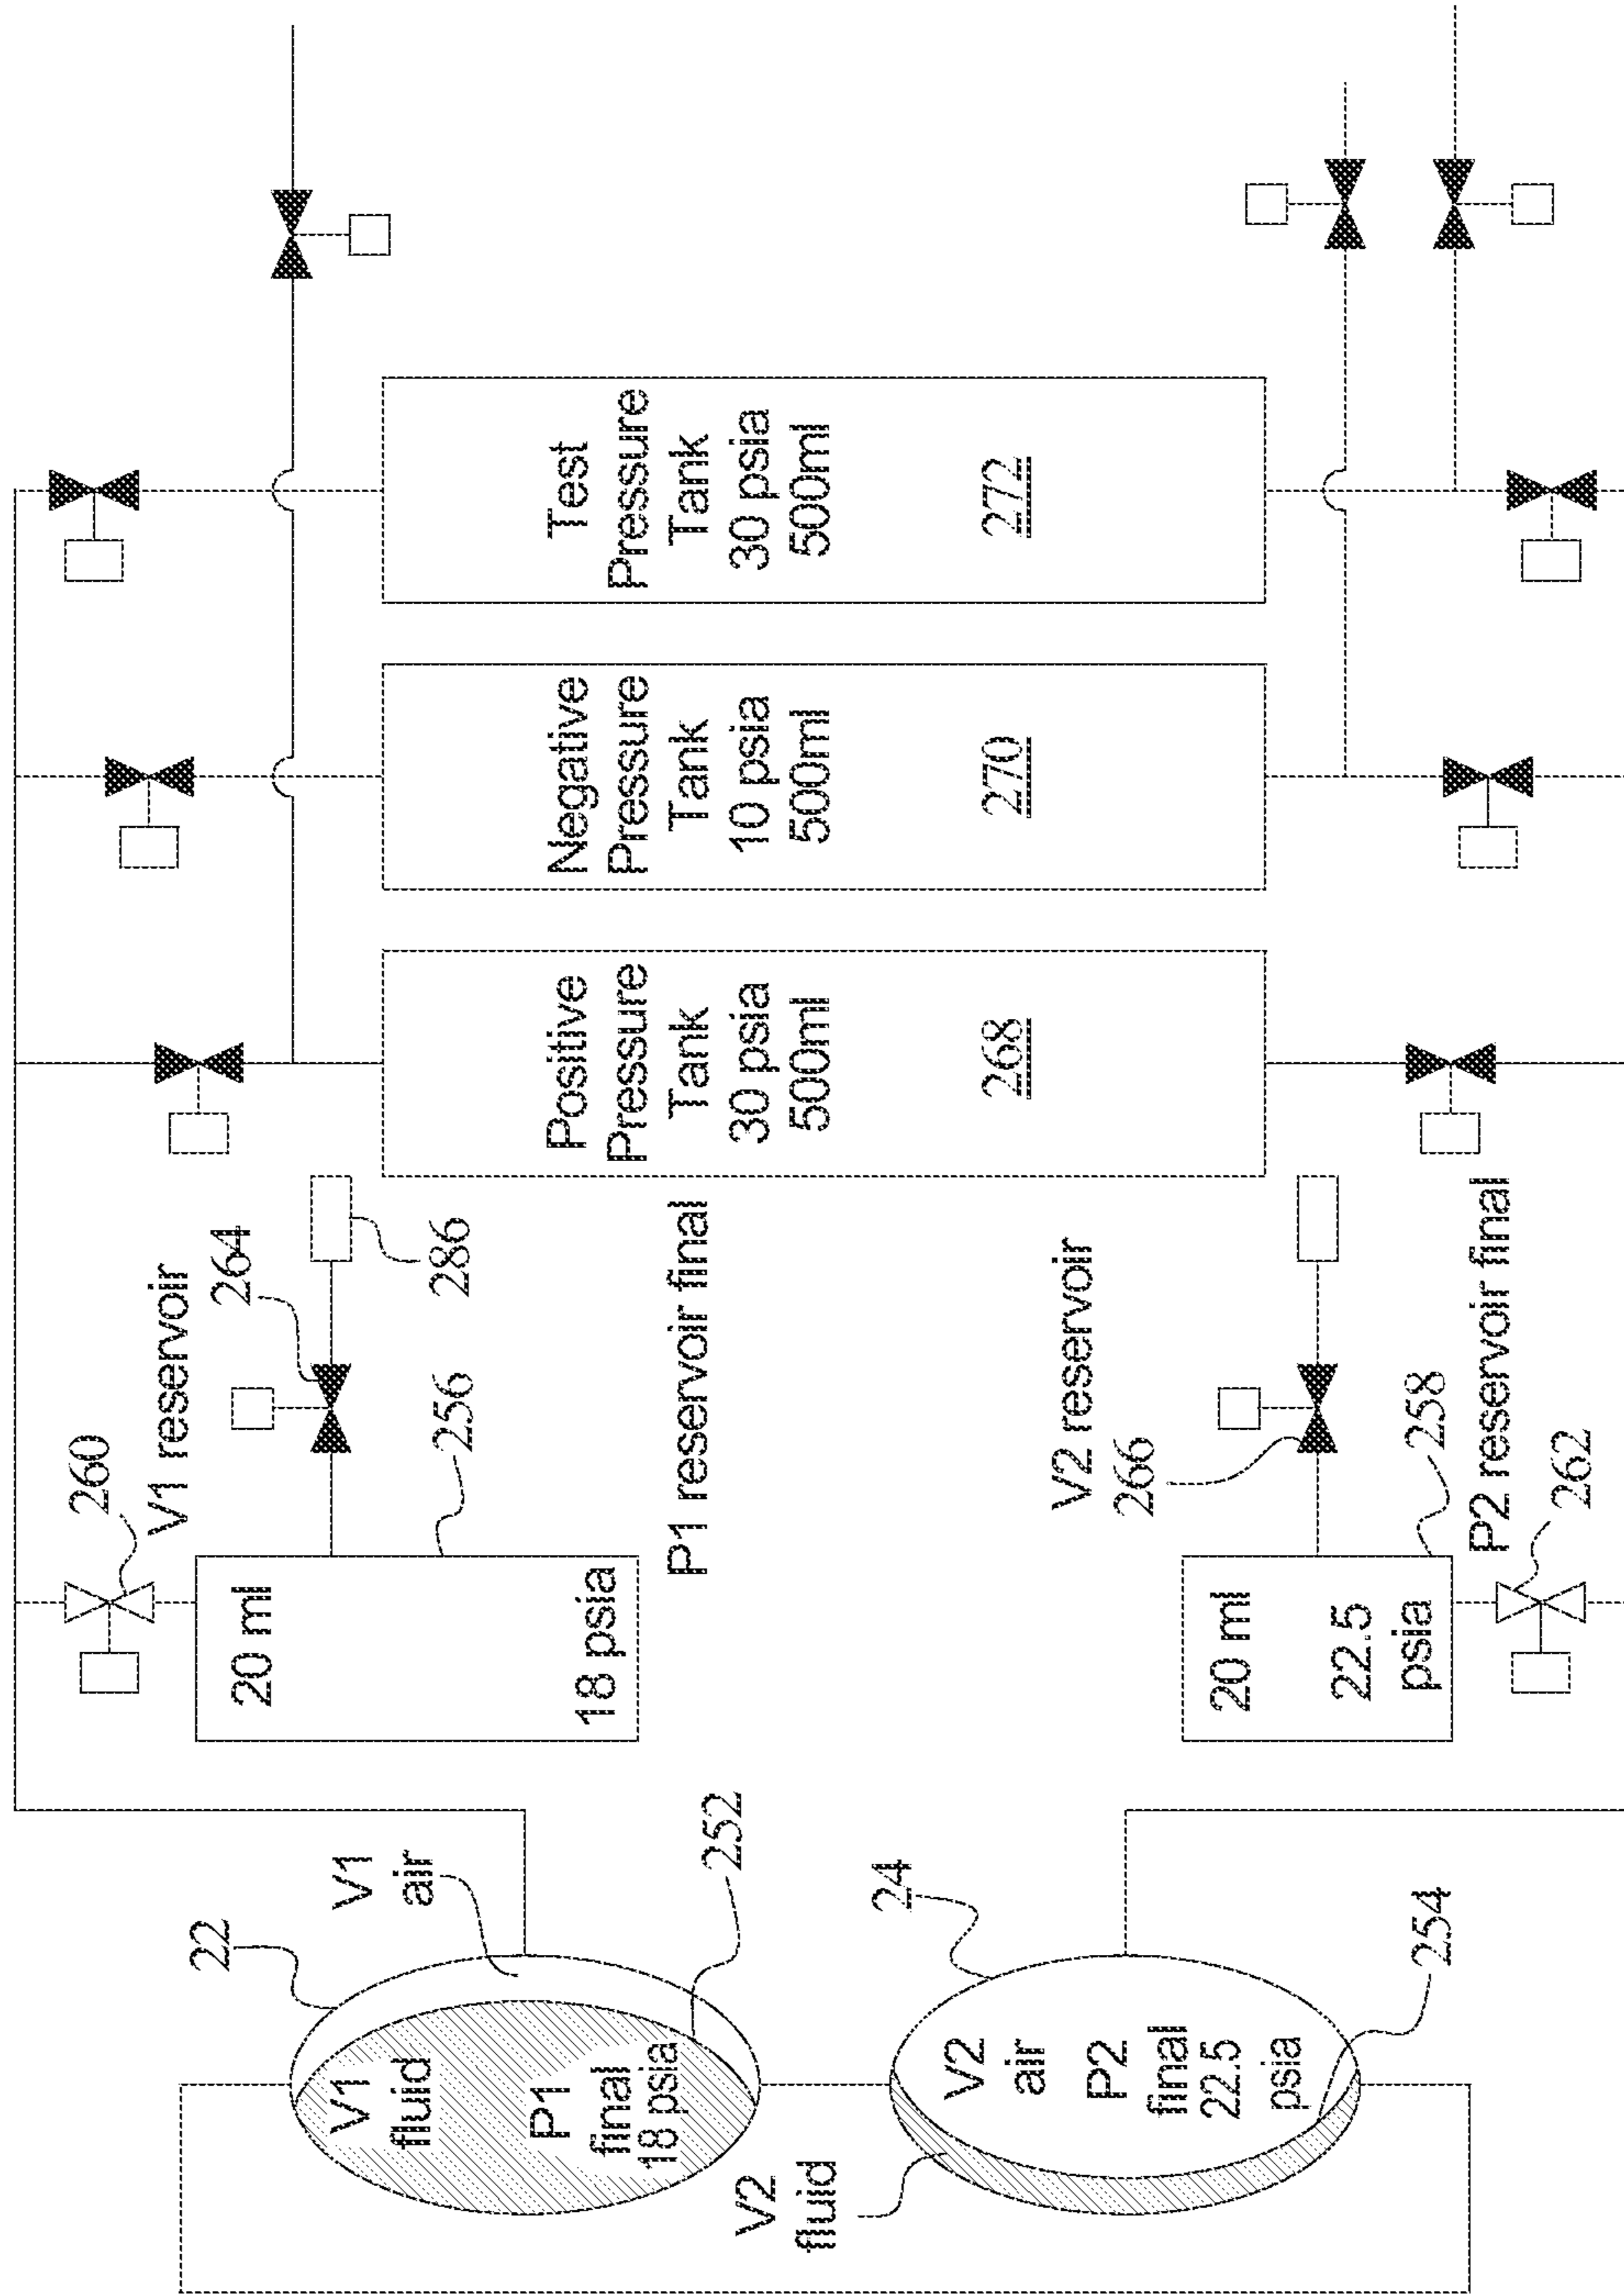 260
V1 reservoir
264
286
256
20 ml
18 psia
P1 reservoir final
22
V1
air
252
V1
fluid
P1
final
18 psia
V2
fluid
24
V2
air
P2
final
22.5
psia
254
V2 reservoir
266
258
20 ml
22.5
psia
P2 reservoir final
262
Positive
Pressure
Tank
30 psia
500ml
268
Negative
Pressure
Tank
10 psia
500ml
270
Test
Pressure
Tank
30 psia
500ml
272